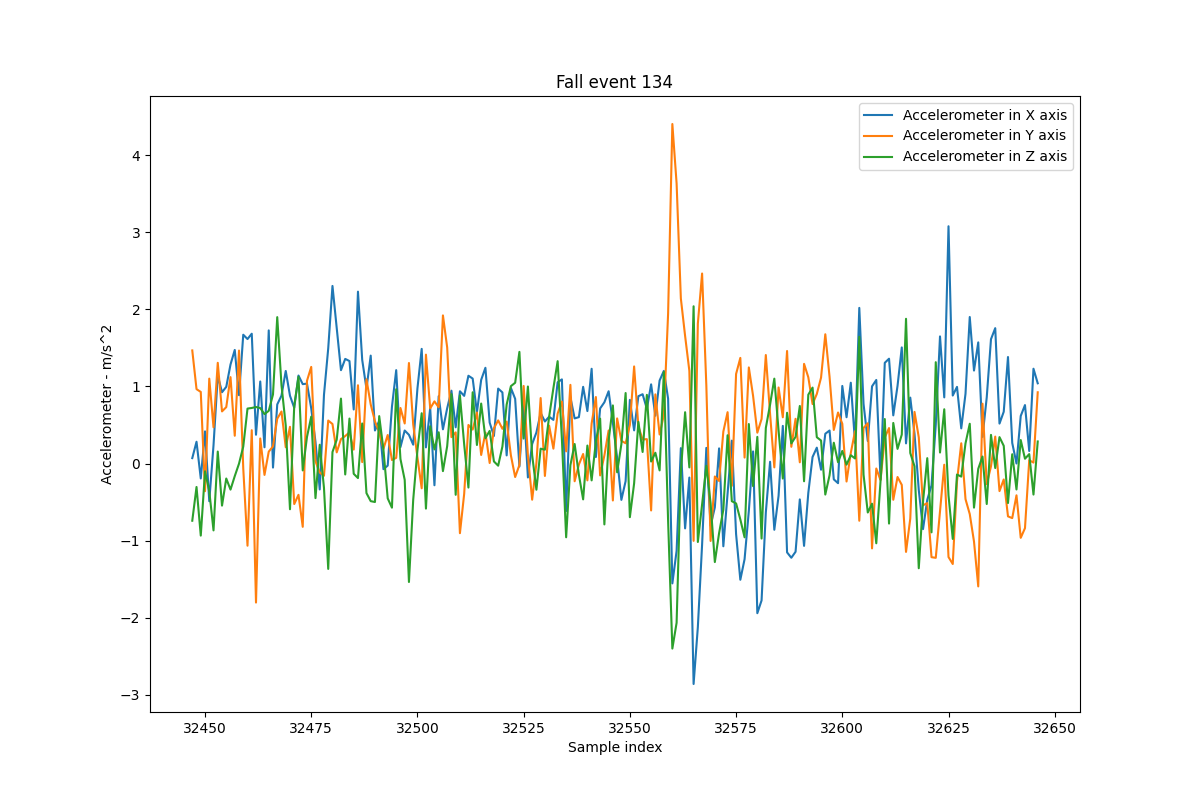 Fall event 134
Accelerometer in X axis
Accelerometer in Y axis
Accelerometer in Z axis
Accelerometer - m/s^2
4
3
2
1
0
−1
−2
−3
32450 32475 32500 32525 32550 32575 32600 32625 32650
Sample index